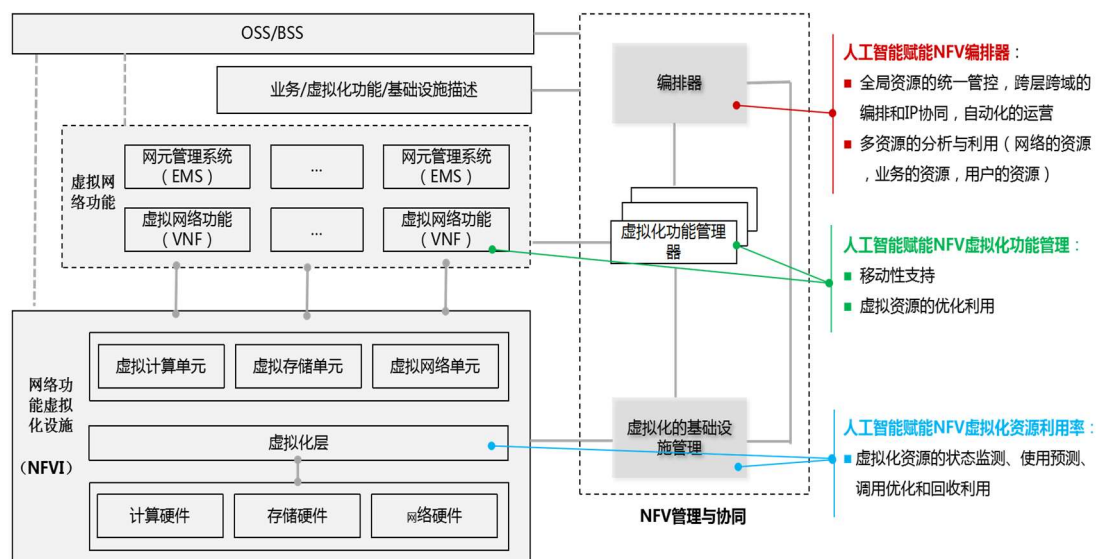 OSS/BSS
业务/虚拟化功能/基础设施描述
虚拟网
络功能
网元管理系统
（EMS）
...
网元管理系统
（EMS）
虚拟网络功能
（VNF）
...
虚拟网络功能
（VNF）
网络功
能虚拟
化设施
（NFVI）
虚拟计算单元
虚拟存储单元
虚拟网络单元
虚拟化层
计算硬件
存储硬件
网络硬件
编排器
虚拟化功能管理
器
虚拟化的基础设
施管理
NFV管理与协同
人工智能赋能NFV编排器：
■ 全局资源的统一管控，跨层跨域的
编排和IP协同，自动化的运营
■ 多资源的分析与利用（网络的资源
，业务的资源，用户的资源）
人工智能赋能NFV虚拟化功能管理：
■ 移动性支持
■ 虚拟资源的优化利用
人工智能赋能NFV虚拟化资源利用率：
■ 虚拟化资源的状态监测、使用预测、
调用优化和回收利用